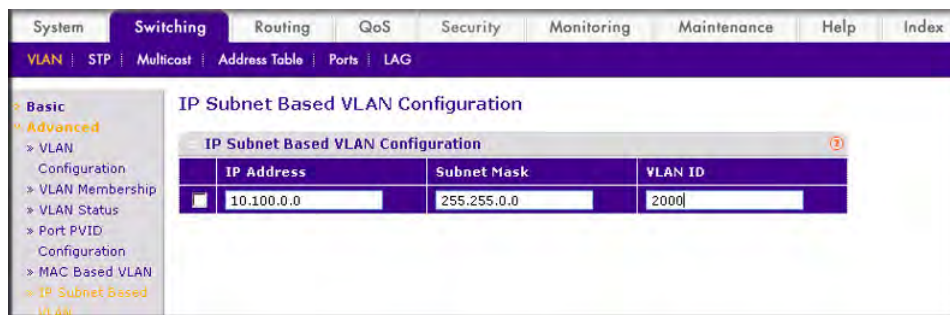 System Switching Routing QoS Security Monitoring Maintenance Help Index
VLAN STP Multicast Address Table Ports LAG
Basic
Advanced
» VLAN
Configuration
» VLAN Membership
» VLAN Status
» Port PVID
Configuration
» MAC Based VLAN
» IP Subnet Based
VLAN
IP Subnet Based VLAN Configuration
IP Subnet Based VLAN Configuration
IP Address Subnet Mask VLAN ID
10.100.0.0 255.255.0.0 2000